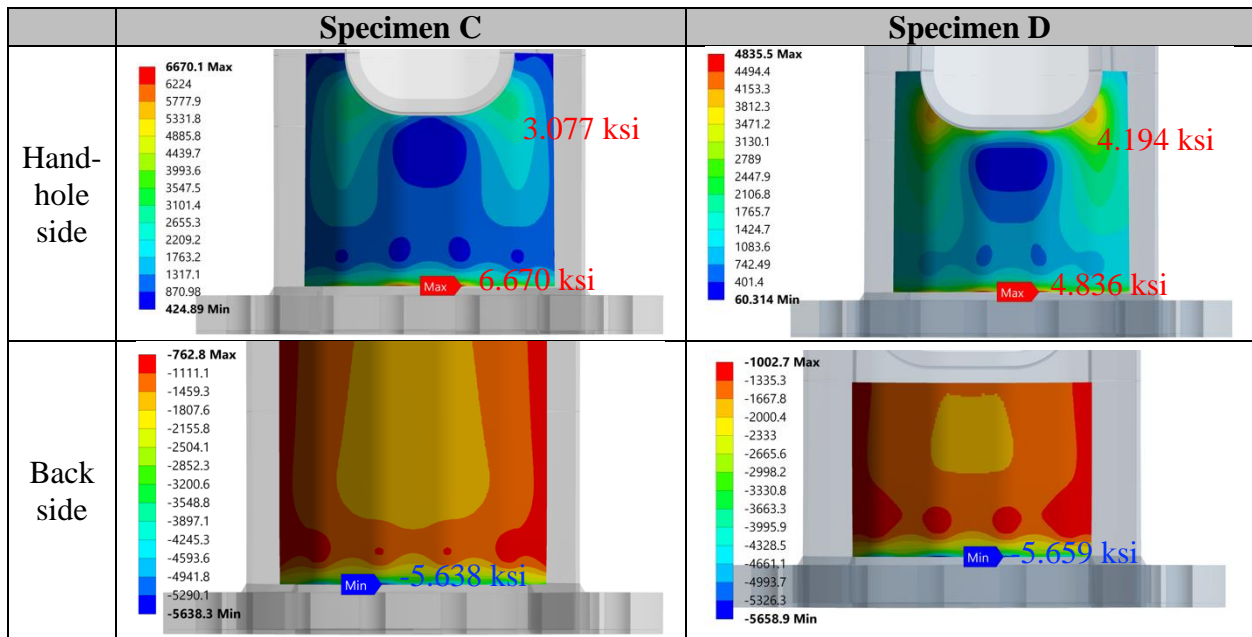 Specimen C
Specimen D
Hand-
hole
side
6670.1 Max
6224
5777.9
5331.8
4885.8
4439.7
3993.6
3547.5
3101.4
2655.3
2209.2
1763.2
1317.1
870.98
424.89 Min
3.077 ksi
Max
6.670 ksi
4835.5 Max
4494.4
4153.3
3812.3
3471.2
3130.1
2789
2447.9
2106.8
1765.7
1424.7
1083.6
742.49
401.4
60.314 Min
4.194 ksi
Max
4.836 ksi
Back
side
-762.8 Max
-1111.1
-1459.3
-1807.6
-2155.8
-2504.1
-2852.3
-3200.6
-3548.8
-3897.1
-4245.3
-4593.6
-4941.8
-5290.1
-5638.3 Min
Min
-5.638 ksi
-1002.7 Max
-1335.3
-1667.8
-2000.4
-2333
-2665.6
-2998.2
-3330.8
-3663.3
-3995.9
-4328.5
-4661.1
-4993.7
-5326.3
-5658.9 Min
Min
-5.659 ksi